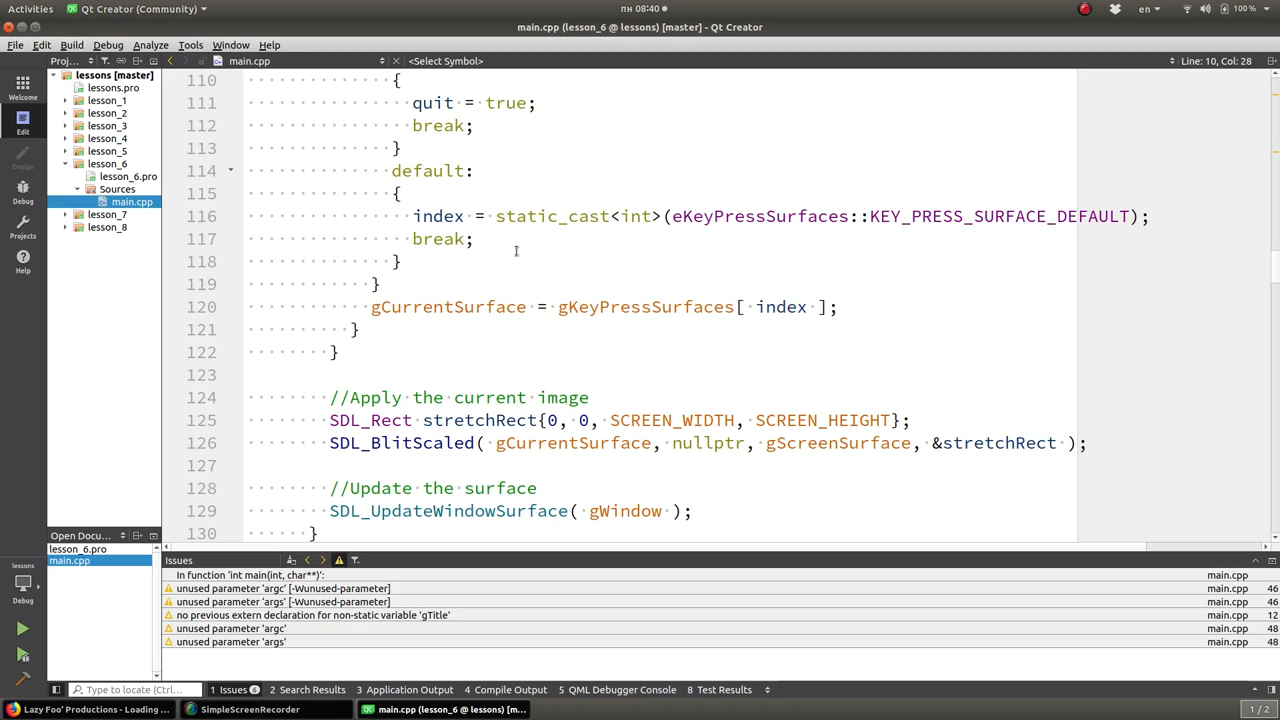 Activities Qt Creator (Community) пн 08:40 en 100 %
main.cpp (lesson_6 @ lessons) [master] - Qt Creator
File Edit Build Debug Analyze Tools Window Help
Proj... main.cpp <Select Symbol> Line: 10, Col: 28
Welcome
Edit
Design
Debug
Projects
Help
lessons
Debug
lessons [master]
lessons.pro
lesson_1
lesson_2
lesson_3
lesson_4
lesson_5
lesson_6
lesson_6.pro
Sources
main.cpp
lesson_7
lesson_8
Open Docu...
lesson_6.pro
main.cpp
110 {
111 quit = true;
112 break;
113 }
114 default:
115 {
116 index = static_cast<int>(eKeyPressSurfaces::KEY_PRESS_SURFACE_DEFAULT);
117 break;
118 }
119 }
120 gCurrentSurface = gKeyPressSurfaces[ index ];
121 }
122 }
123
124 //Apply the current image
125 SDL_Rect stretchRect{0, 0, SCREEN_WIDTH, SCREEN_HEIGHT};
126 SDL_BlitScaled( gCurrentSurface, nullptr, gScreenSurface, &stretchRect );
127
128 //Update the surface
129 SDL_UpdateWindowSurface( gWindow );
130 }
Issues
In function 'int main(int, char**)': main.cpp
unused parameter 'argc' [-Wunused-parameter] main.cpp 46
unused parameter 'args' [-Wunused-parameter] main.cpp 46
no previous extern declaration for non-static variable 'gTitle' main.cpp 12
unused parameter 'argc' main.cpp 48
unused parameter 'args' main.cpp 48
Type to locate (Ctrl... 1 Issues 6 2 Search Results 3 Application Output 4 Compile Output 5 QML Debugger Console 8 Test Results
Lazy Foo' Productions - Loading ... SimpleScreenRecorder main.cpp (lesson_6 @ lessons) [m... 1 / 2